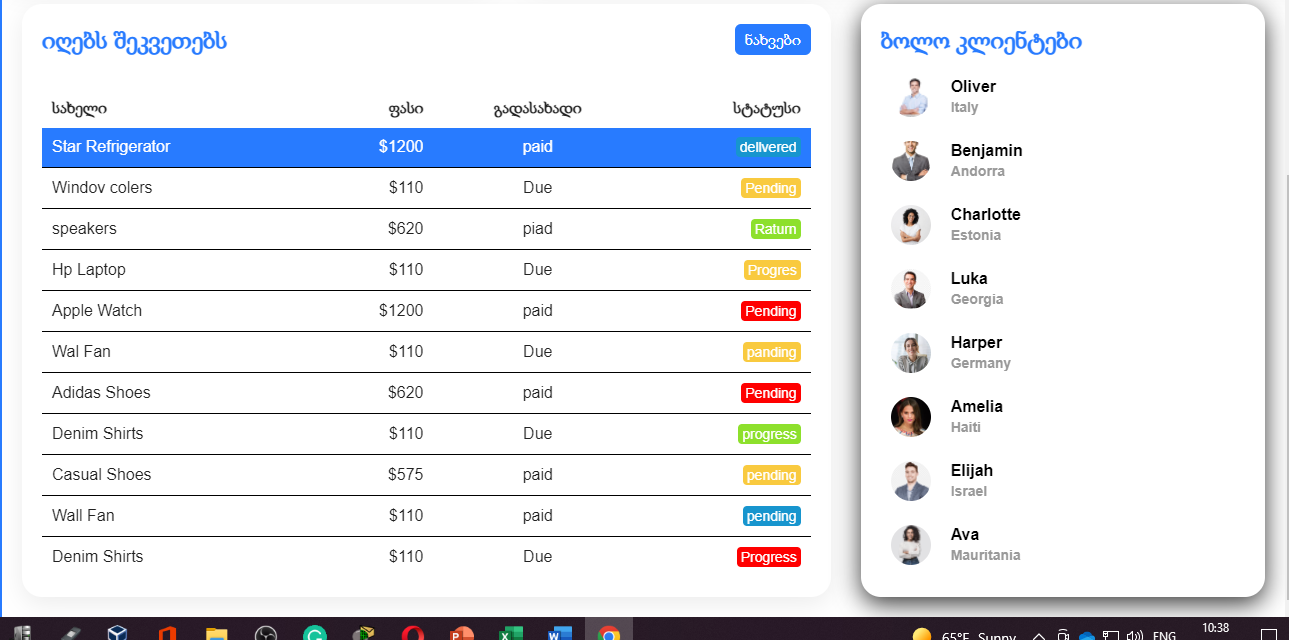 იღებს შეკვეთებს
ნახვები
სახელი ფასი გადასახადი სტატუსი
Star Refrigerator $1200 paid delivered
Windov colers $110 Due Pending
speakers $620 piad Raturn
Hp Laptop $110 Due Progres
Apple Watch $1200 paid Pending
Wal Fan $110 Due panding
Adidas Shoes $620 paid Pending
Denim Shirts $110 Due progress
Casual Shoes $575 paid pending
Wall Fan $110 paid pending
Denim Shirts $110 Due Progress
ბოლო კლიენტები
Oliver
Italy
Benjamin
Andorra
Charlotte
Estonia
Luka
Georgia
Harper
Germany
Amelia
Haiti
Elijah
Israel
Ava
Mauritania
65°F Sunny ENG 10:38